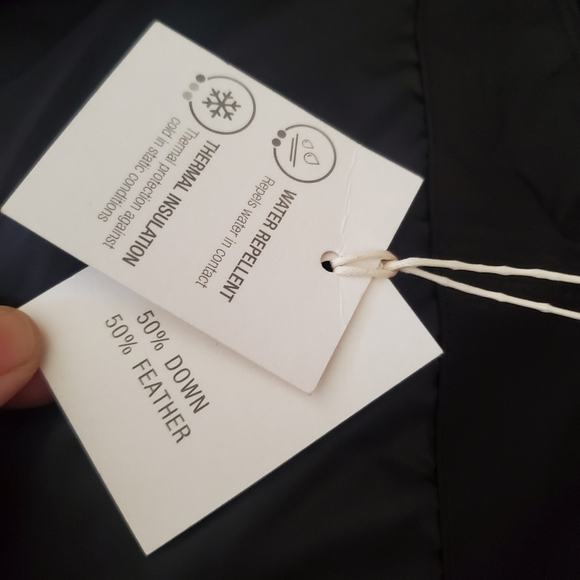 WATER REPELLENT
Repels water in contact
THERMAL INSULATION
Thermal protection against
cold in static conditions
50% DOWN
50% FEATHER